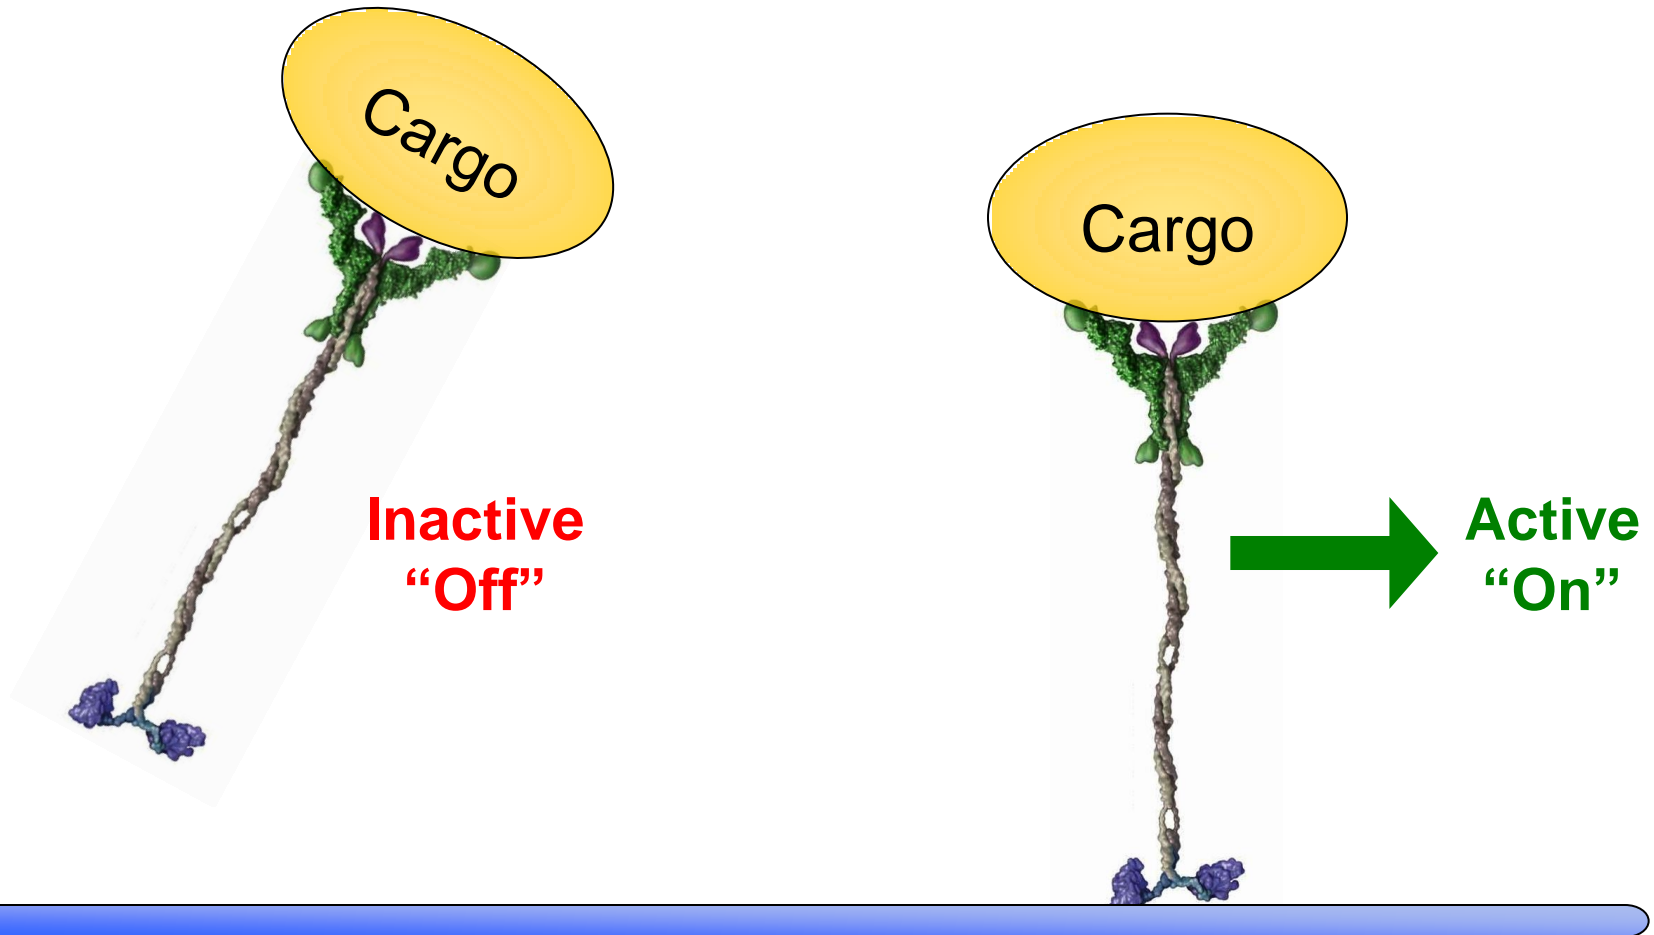 Cargo
Cargo
Inactive
“Off”
Active
“On”